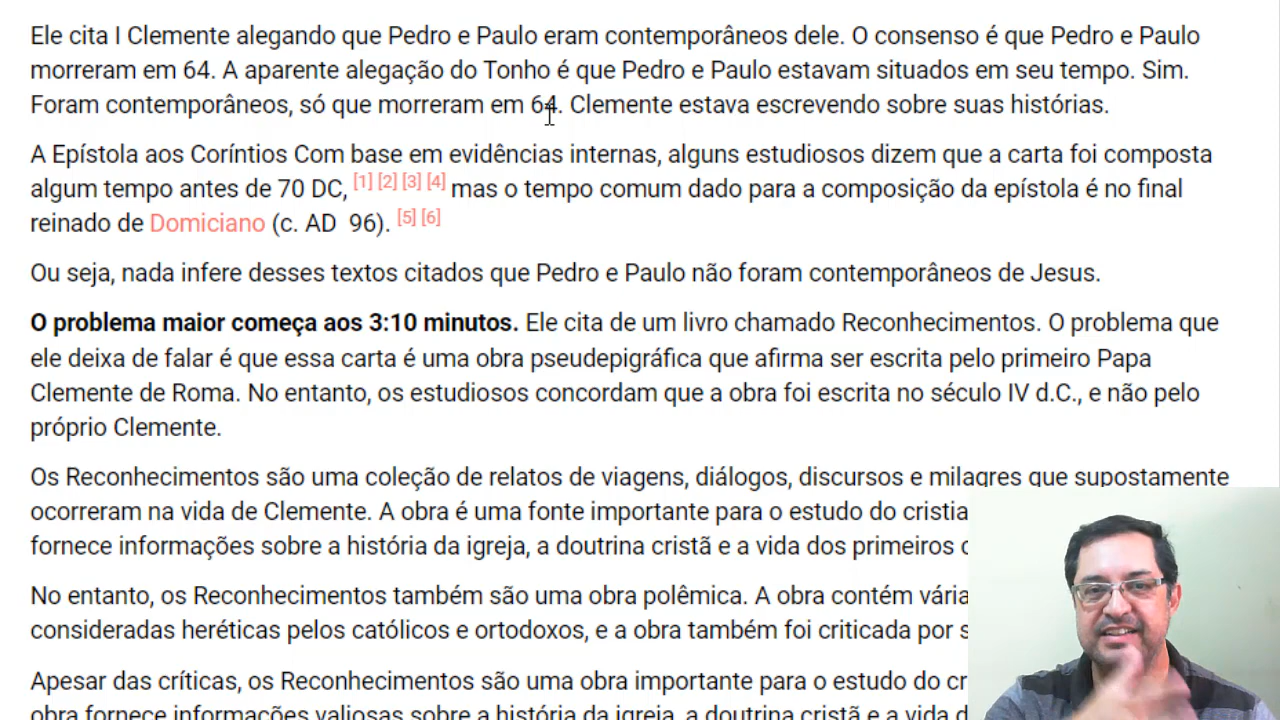 Ele cita I Clemente alegando que Pedro e Paulo eram contemporâneos dele. O consenso é que Pedro e Paulo
morreram em 64. A aparente alegação do Tonho é que Pedro e Paulo estavam situados em seu tempo. Sim.
Foram contemporâneos, só que morreram em 64. Clemente estava escrevendo sobre suas histórias.
A Epístola aos Coríntios Com base em evidências internas, alguns estudiosos dizem que a carta foi composta
algum tempo antes de 70 DC, [1] [2] [3] [4] mas o tempo comum dado para a composição da epístola é no final
reinado de Domiciano (c. AD 96). [5] [6]
Ou seja, nada infere desses textos citados que Pedro e Paulo não foram contemporâneos de Jesus.
O problema maior começa aos 3:10 minutos. Ele cita de um livro chamado Reconhecimentos. O problema que
ele deixa de falar é que essa carta é uma obra pseudepigráfica que afirma ser escrita pelo primeiro Papa
Clemente de Roma. No entanto, os estudiosos concordam que a obra foi escrita no século IV d.C., e não pelo
próprio Clemente.
Os Reconhecimentos são uma coleção de relatos de viagens, diálogos, discursos e milagres que supostamente
ocorreram na vida de Clemente. A obra é uma fonte importante para o estudo do
fornece informações sobre a história da igreja, a doutrina cristã e a vida dos primeiros
No entanto, os Reconhecimentos também são uma obra polêmica. A obra contém
consideradas heréticas pelos católicos e ortodoxos, e a obra também foi criticada por
Apesar das críticas, os Reconhecimentos são uma obra importante para o estudo do
obra fornece informações valiosas sobre a história da igreja, a doutrina cristã e a vida